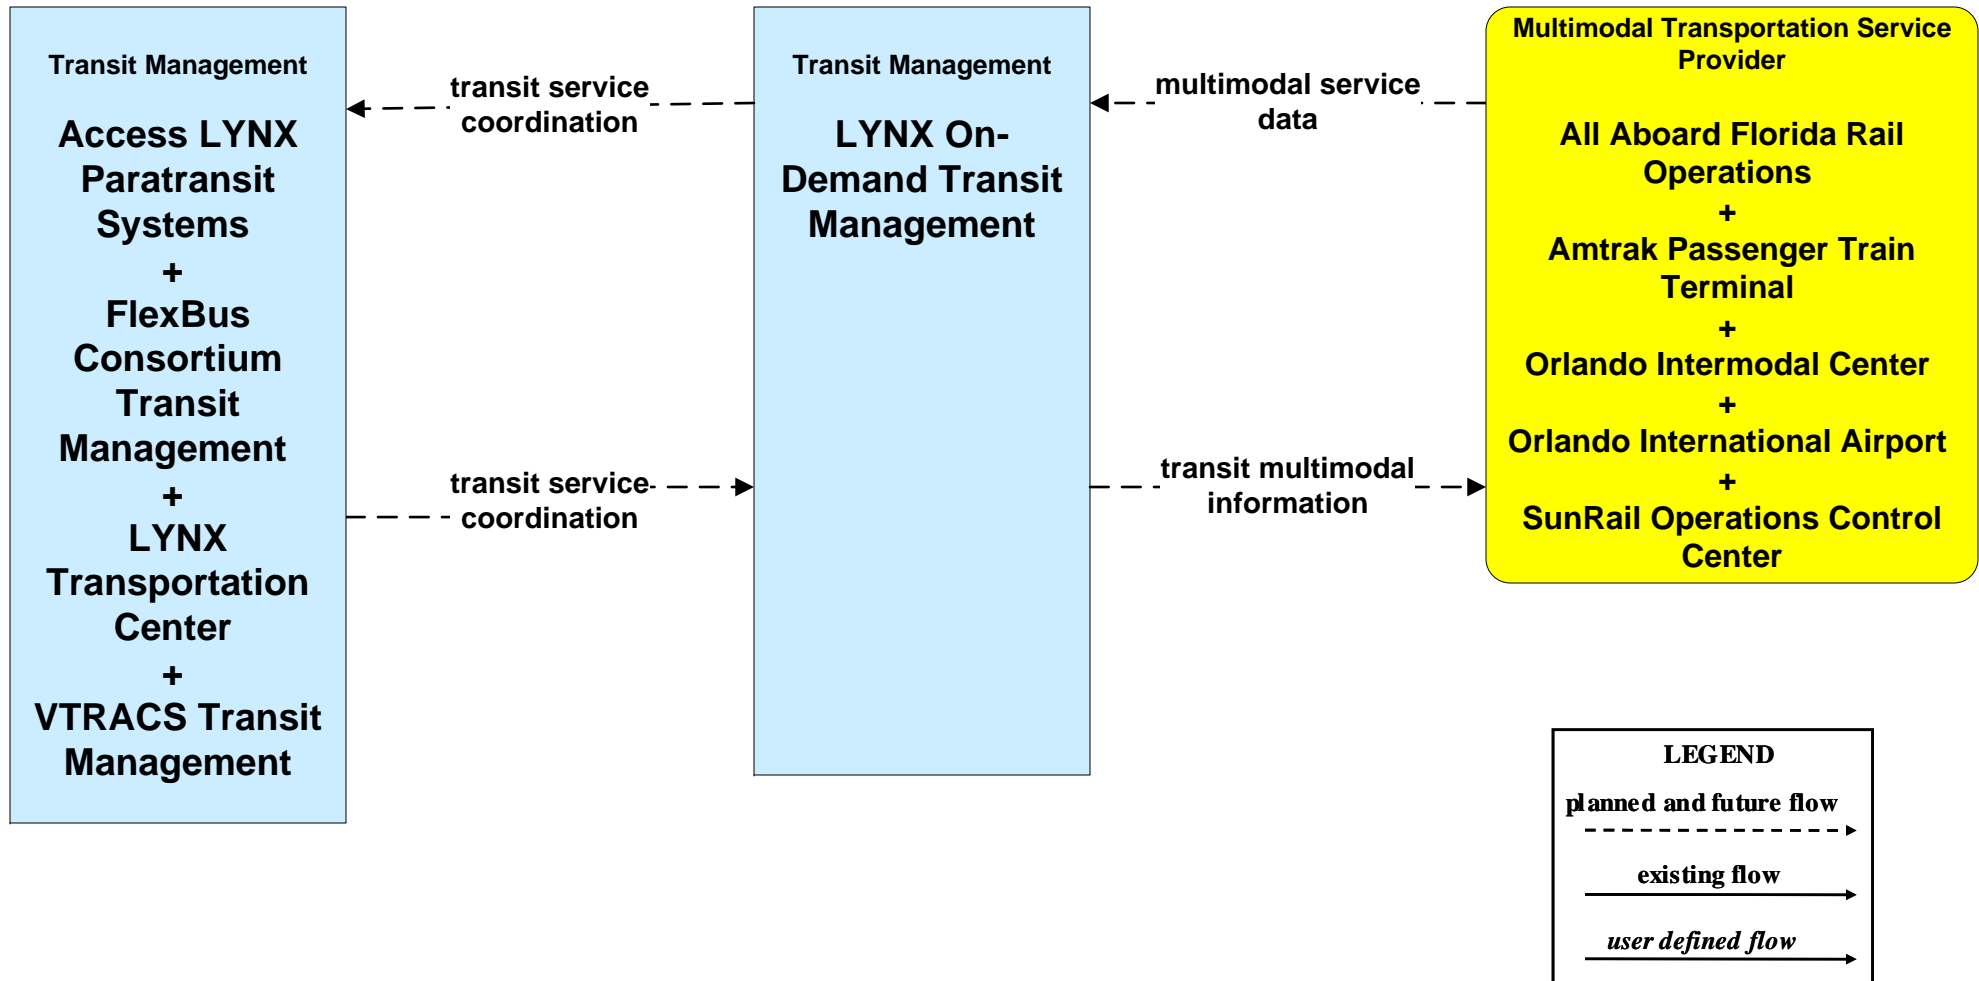 Transit Management
Access LYNX
Paratransit
Systems
+
FlexBus
Consortium
Transit
Management
+
LYNX
Transportation
Center
+
VTRACS Transit
Management
transit service
coordination
transit service
coordination
Transit Management
LYNX On-
Demand Transit
Management
multimodal service
data
transit multimodal
information
Multimodal Transportation Service
Provider
All Aboard Florida Rail
Operations
+
Amtrak Passenger Train
Terminal
+
Orlando Intermodal Center
+
Orlando International Airport
+
SunRail Operations Control
Center
LEGEND
planned and future flow
existing flow
user defined flow